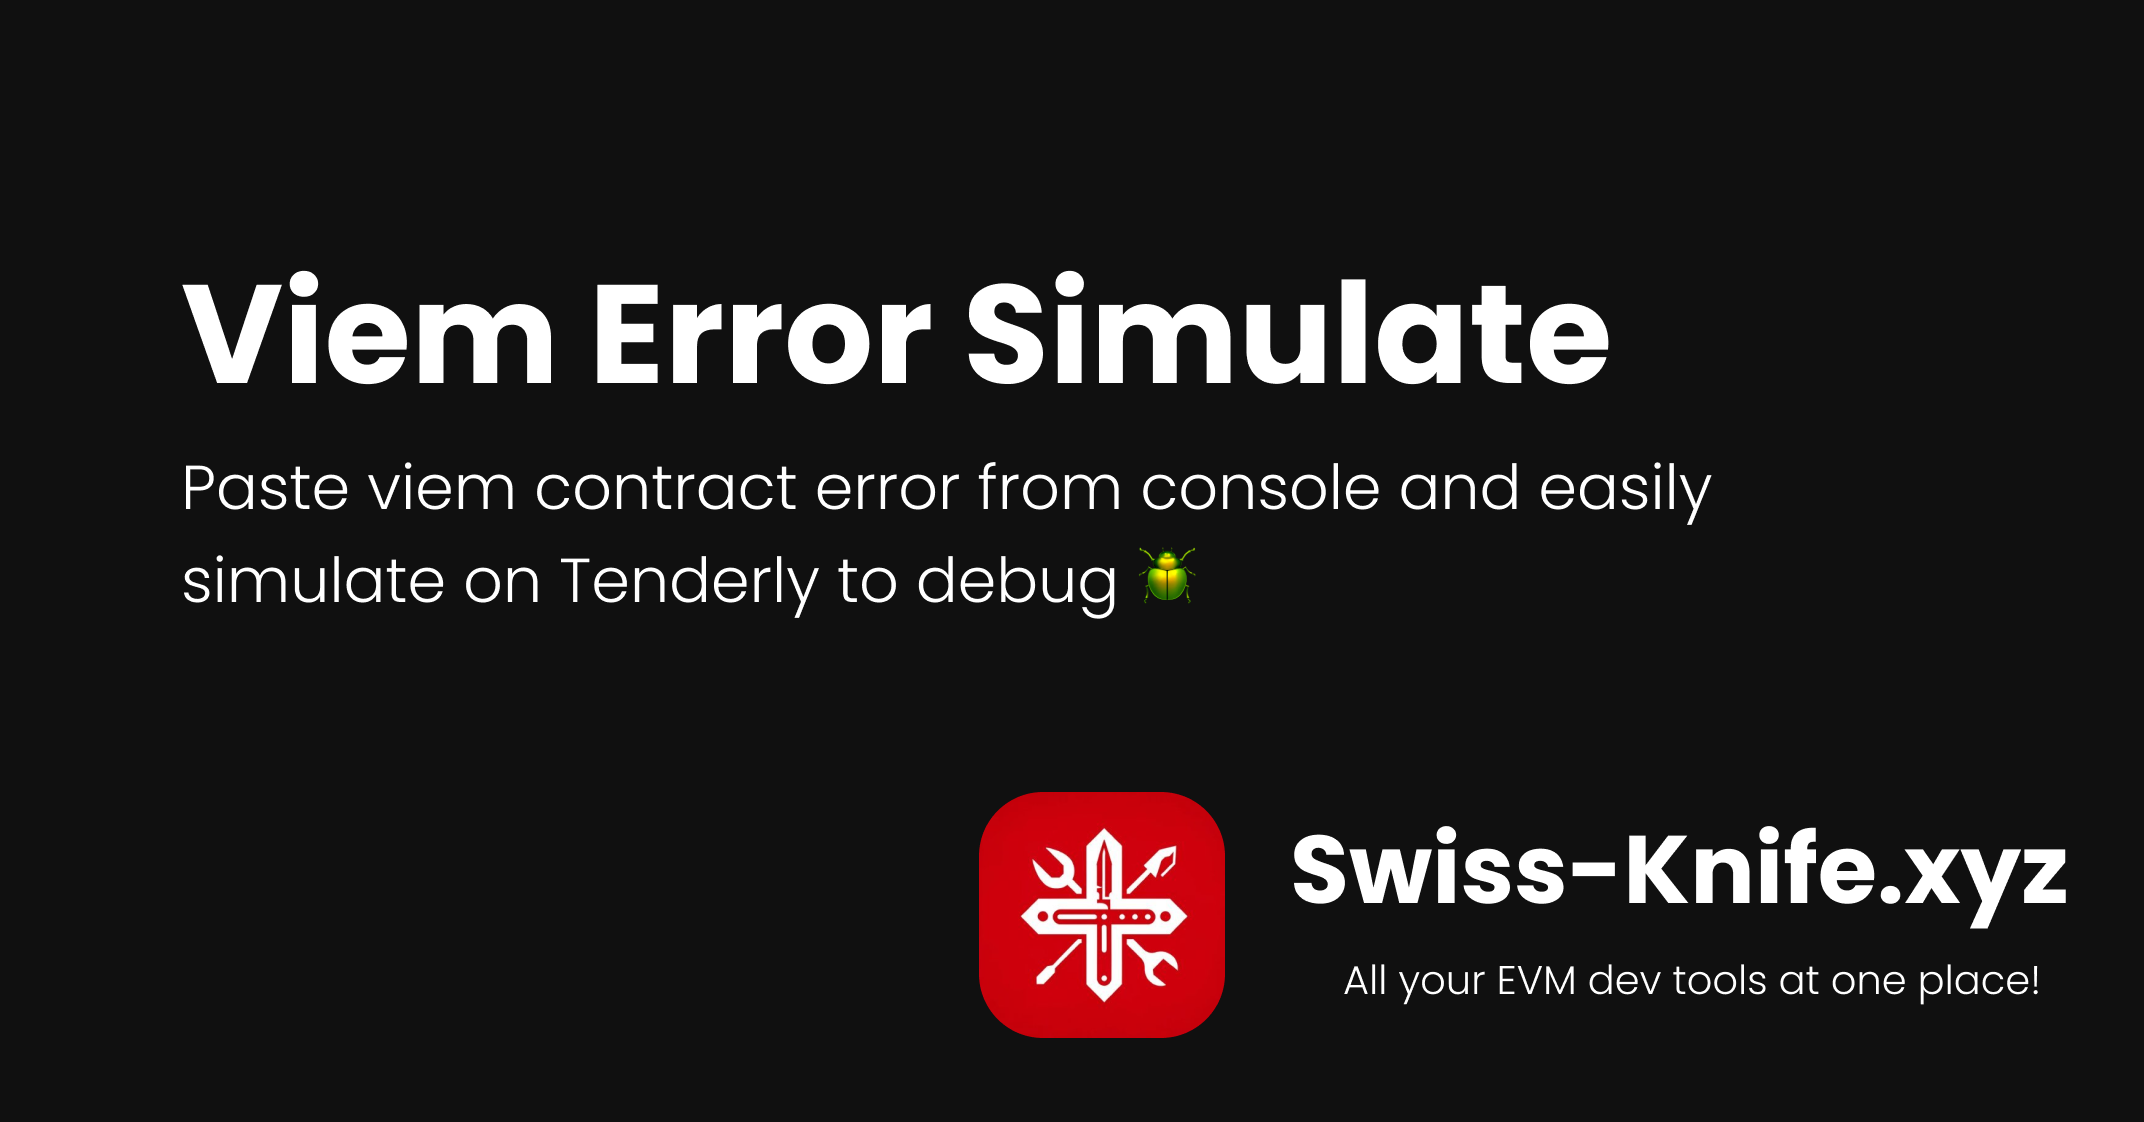 Viem Error Simulate
Paste viem contract error from console and easily
simulate on Tenderly to debug 🪲
Swiss-Knife.xyz
All your EVM dev tools at one place!